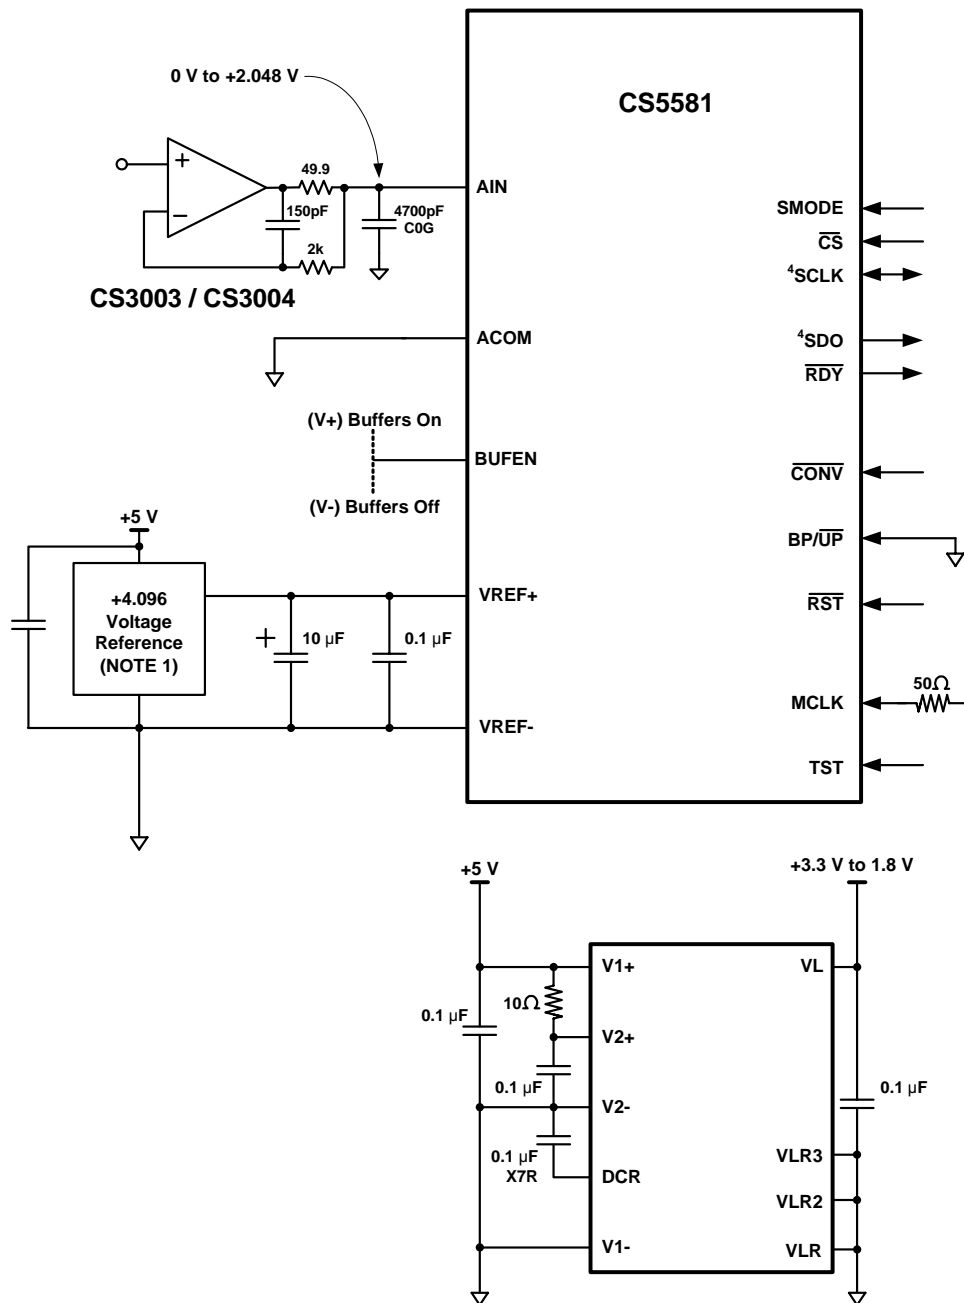 0 V to +2.048 V
CS5581
49.9
150pF
2k
4700pF
C0G
CS3003 / CS3004
AIN
SMODE
CS
4SCLK
4SDO
RDY
ACOM
(V+) Buffers On
BUFEN
(V-) Buffers Off
CONV
BP/UP
+5 V
+4.096
Voltage
Reference
(NOTE 1)
10 µF
0.1 µF
VREF+
VREF-
RST
50Ω
MCLK
TST
+5 V
+3.3 V to 1.8 V
V1+
VL
10Ω
0.1 µF
V2+
0.1 µF
V2-
0.1 µF
0.1 µF
X7R
DCR
VLR3
VLR2
V1-
VLR